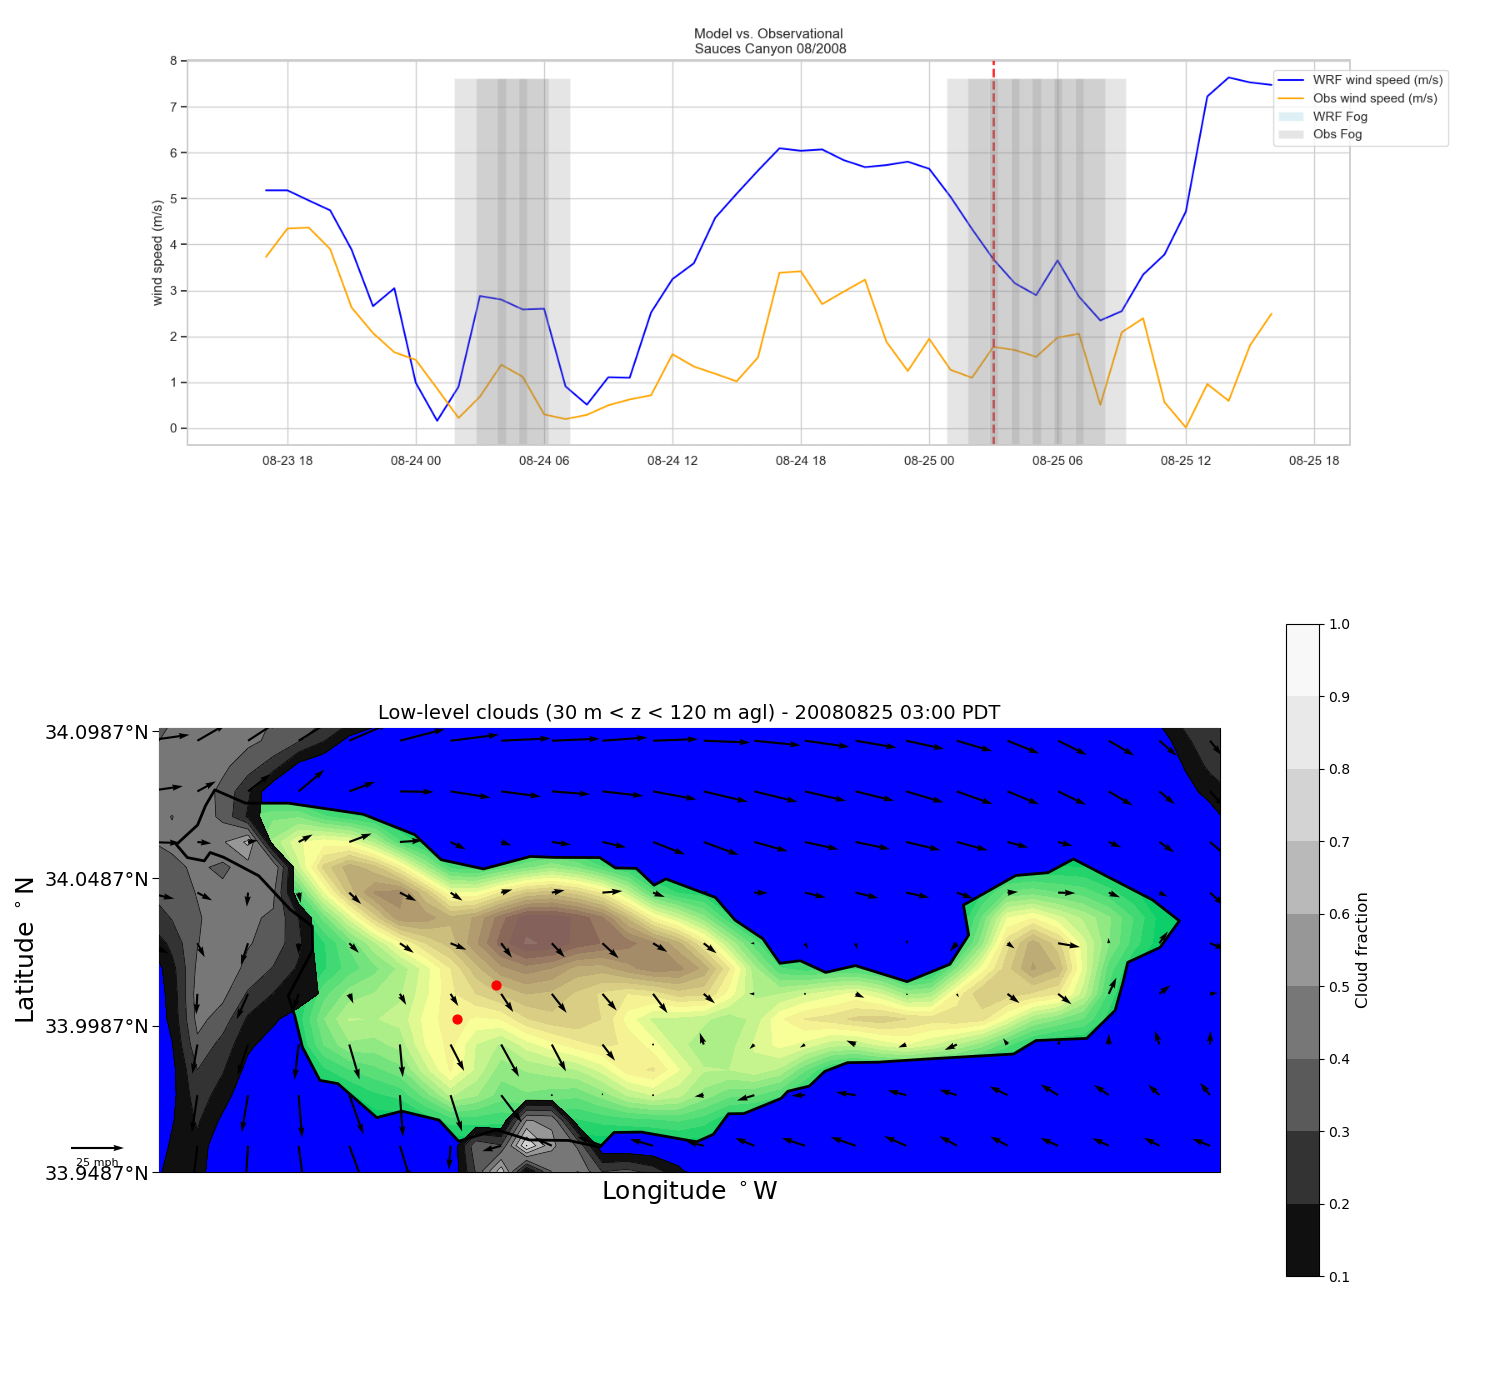 Model vs. Observational
Sauces Canyon 08/2008
8
7
6
5
4
3
2
1
0
wind speed (m/s)
WRF wind speed (m/s)
Obs wind speed (m/s)
WRF Fog
Obs Fog
08-23 18 08-24 00 08-24 06 08-24 12 08-24 18 08-25 00 08-25 06 08-25 12 08-25 18
Low-level clouds (30 m < z < 120 m agl) - 20080825 03:00 PDT
34.0987°N
34.0487°N
33.9987°N
33.9487°N
Latitude °N
25 mph
Longitude °W
1.0
0.9
0.8
0.7
0.6
0.5
0.4
0.3
0.2
0.1
Cloud fraction